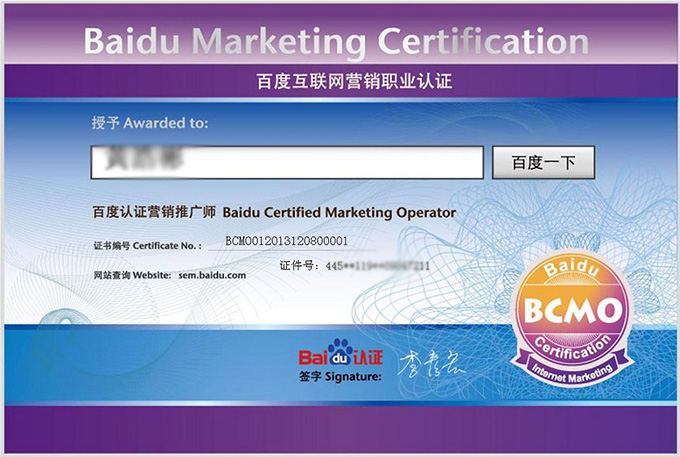 Baidu Marketing Certification
百度互联网营销职业认证
授予 Awarded to:
百度一下
百度认证营销推广师 Baidu Certified Marketing Operator
证书编号 Certificate No.: BCMO012013120800001
证件号: 445**119**
网站查询 Website: sem.baidu.com
Baidu
BCMO
Certification
Internet Marketing
Bai du 认证
签字 Signature: